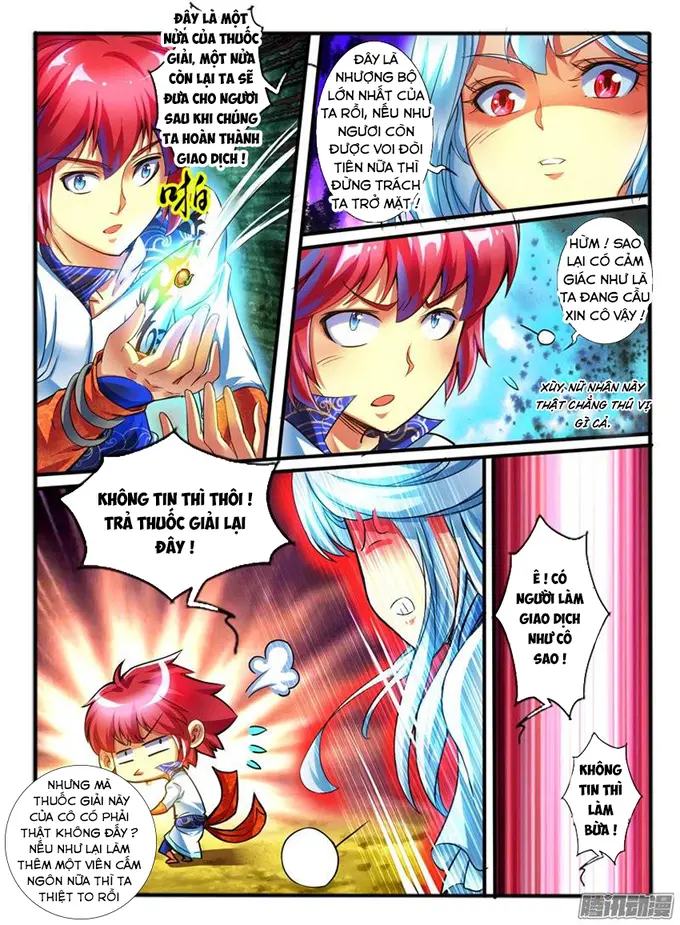 ĐÂY LÀ MỘT
NỬA CỦA THUỐC
GIẢI, MỘT NỬA
CÒN LẠI TA SẼ
ĐƯA CHO NGƯƠI
SAU KHI CHÚNG
TA HOÀN THÀNH
GIAO DỊCH !
啪
ĐÂY LÀ
NHƯỢNG BỘ
LỚN NHẤT CỦA
TA RỒI, NẾU NHƯ
NGƯƠI CÒN
ĐƯỢC VOI ĐÒI
TIÊN NỮA THÌ
ĐỪNG TRÁCH
TA TRỞ MẶT !
HỪM ! SAO
LẠI CÓ CẢM
GIÁC NHƯ LÀ
TA ĐANG CẦU
XIN CÔ VẬY !
XÙY, NỮ NHÂN NÀY
THẬT CHẲNG THÚ VỊ
GÌ CẢ.
KHÔNG TIN THÌ THÔI !
TRẢ THUỐC GIẢI LẠI
ĐÂY !
Ê ! CÓ
NGƯỜI LÀM
GIAO DỊCH
NHƯ CÔ
SAO !
KHÔNG
TIN THÌ
LÀM
BỪA !
NHƯNG MÀ
THUỐC GIẢI NÀY
CỦA CÔ CÓ PHẢI
THẬT KHÔNG ĐẤY ?
NẾU NHƯ LẠI LÀM
THÊM MỘT VIÊN CẤM
NGÔN NỮA THÌ TA
THIỆT TO RỒI
腾讯动漫